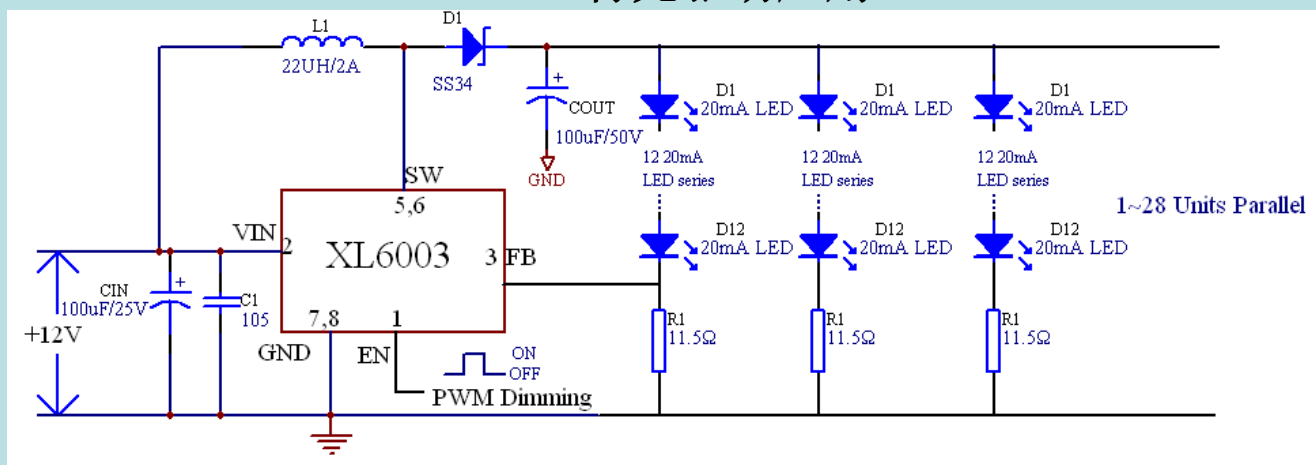 L1
22UH/2A
D1
SS34
COUT
100uF/50V
GND
D1
20mA LED
D1
20mA LED
D1
20mA LED
12 20mA
LED series
12 20mA
LED series
12 20mA
LED series
1~28 Units Parallel
D12
20mA LED
D12
20mA LED
D12
20mA LED
SW
5,6
VIN
2
XL6003
3 FB
7,8
1
GND
EN
ON
OFF
PWM Dimming
CIN
100uF/25V
C1
105
+12V
R1
11.5Ω
R1
11.5Ω
R1
11.5Ω